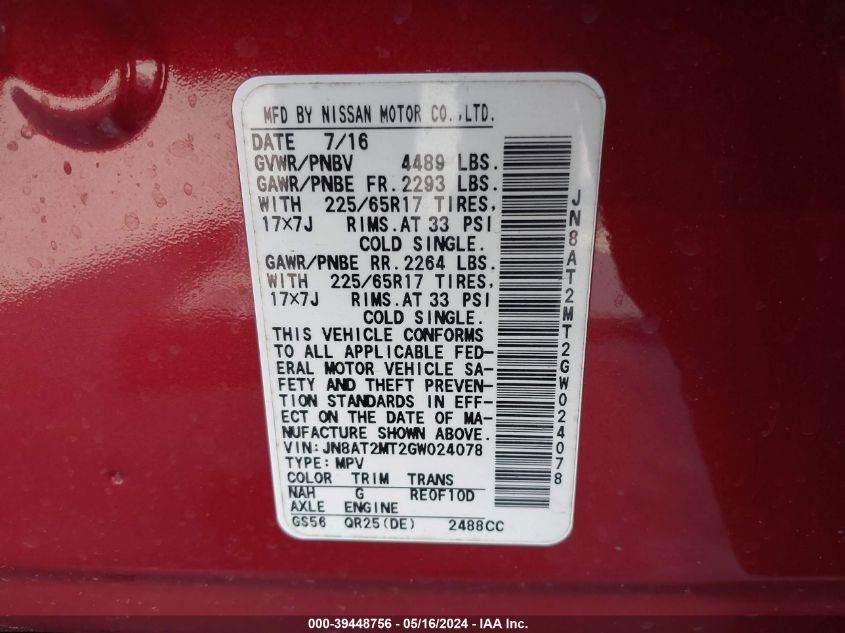 MFD BY NISSAN MOTOR CO.,LTD.
DATE 7/16
GVWR/PNBV 4489 LBS.
GAWR/PNBE FR. 2293 LBS.
WITH 225/65R17 TIRES,
17×7J RIMS.AT 33 PSI
COLD SINGLE.
GAWR/PNBE RR. 2264 LBS.
WITH 225/65R17 TIRES,
17×7J RIMS.AT 33 PSI
COLD SINGLE.
THIS VEHICLE CONFORMS
TO ALL APPLICABLE FED-
ERAL MOTOR VEHICLE SA-
FETY AND THEFT PREVEN-
TION STANDARDS IN EFF-
ECT ON THE DATE OF MA-
NUFACTURE SHOWN ABOVE.
VIN:JN8AT2MT2GW024078
TYPE:MPV
COLOR TRIM TRANS
NAH G RE0F10D
AXLE ENGINE
GS56 QR25(DE) 2488CC
JN8AT2MT2GW024078
000-39448756 - 05/16/2024 - IAA Inc.